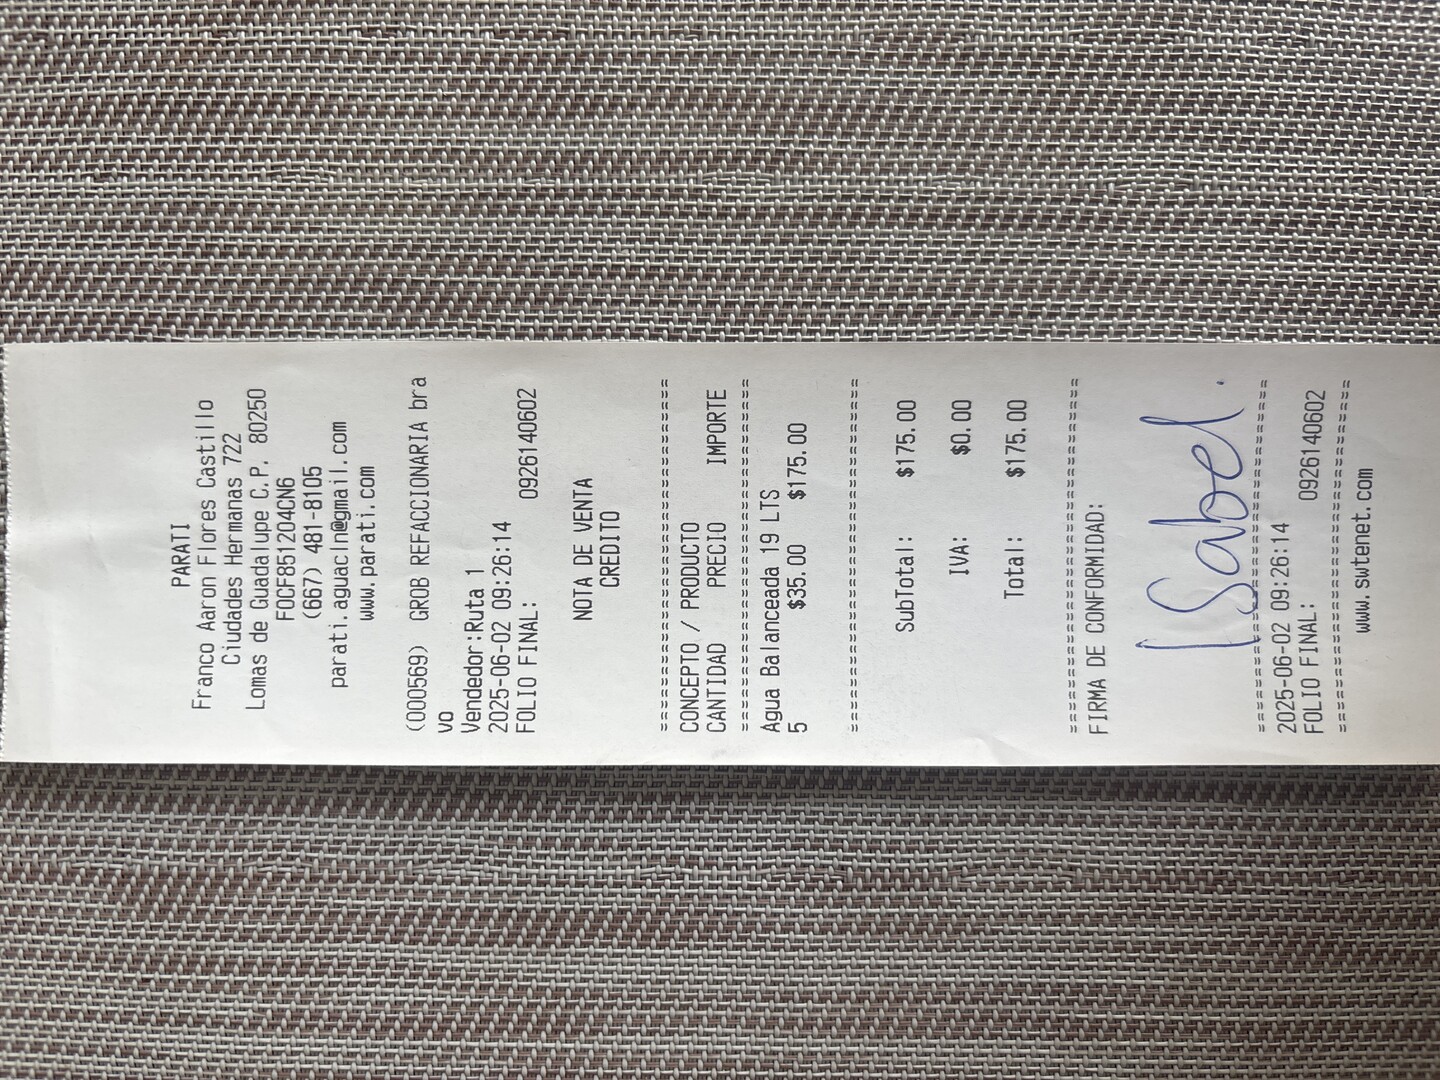 PARATI
Franco Aaron Flores Castillo
Ciudades Hermanas 722
Lomas de Guadalupe C.P. 80250
FOCF851204CN6
(667) 481-8105
parati.aguacln@gmail.com
www.parati.com
(000569) GROB REFACCIONARIA bra
vo
Vendedor:Ruta 1
2025-06-02 09:26:14
FOLIO FINAL: 0926140602
NOTA DE VENTA
CREDITO
================================
CONCEPTO / PRODUCTO
CANTIDAD PRECIO IMPORTE
================================
Agua Balanceada 19 LTS
5 $35.00 $175.00
================================
SubTotal: $175.00
IVA: $0.00
Total: $175.00
================================
FIRMA DE CONFORMIDAD:
Isabel.
================================
2025-06-02 09:26:14
FOLIO FINAL: 0926140602
================================
www.swtenet.com